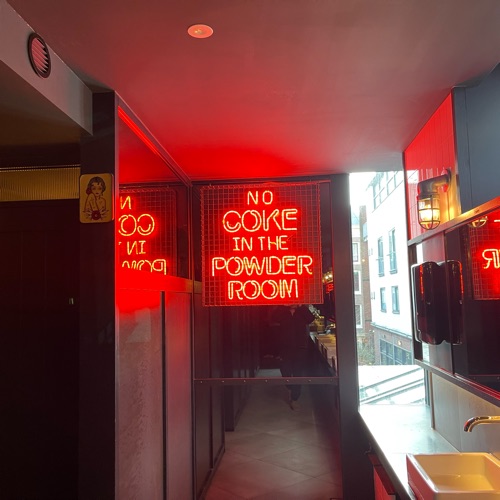 NO
COKE
IN THE
POWDER
ROOM